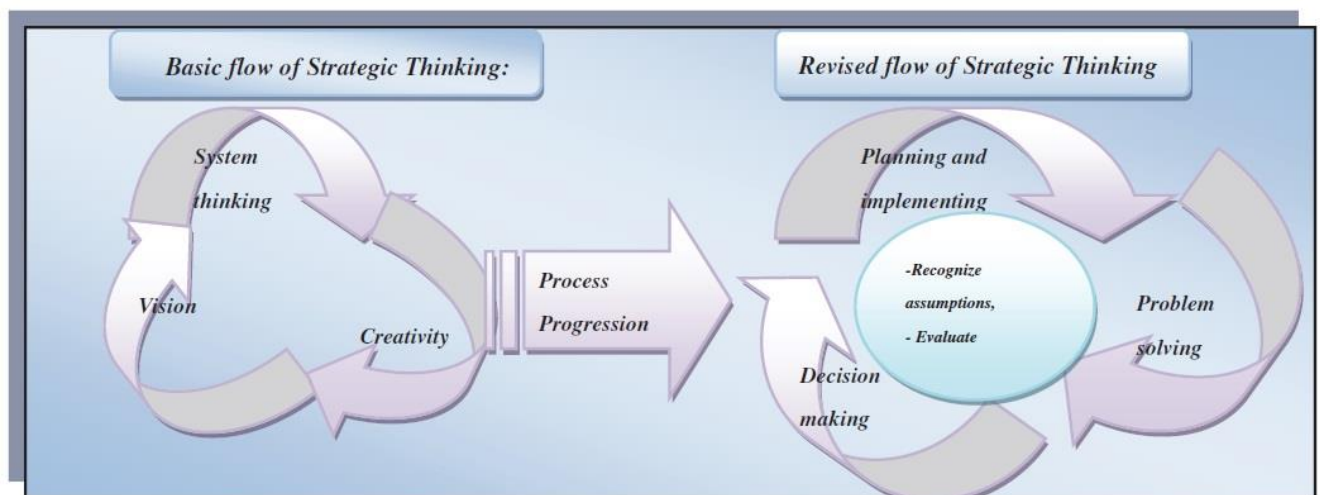 Basic flow of Strategic Thinking:
System
thinking
Vision
Creativity
Process
Progression
Revised flow of Strategic Thinking
Planning and
implementing
-Recognize
assumptions,
- Evaluate
Problem
solving
Decision
making